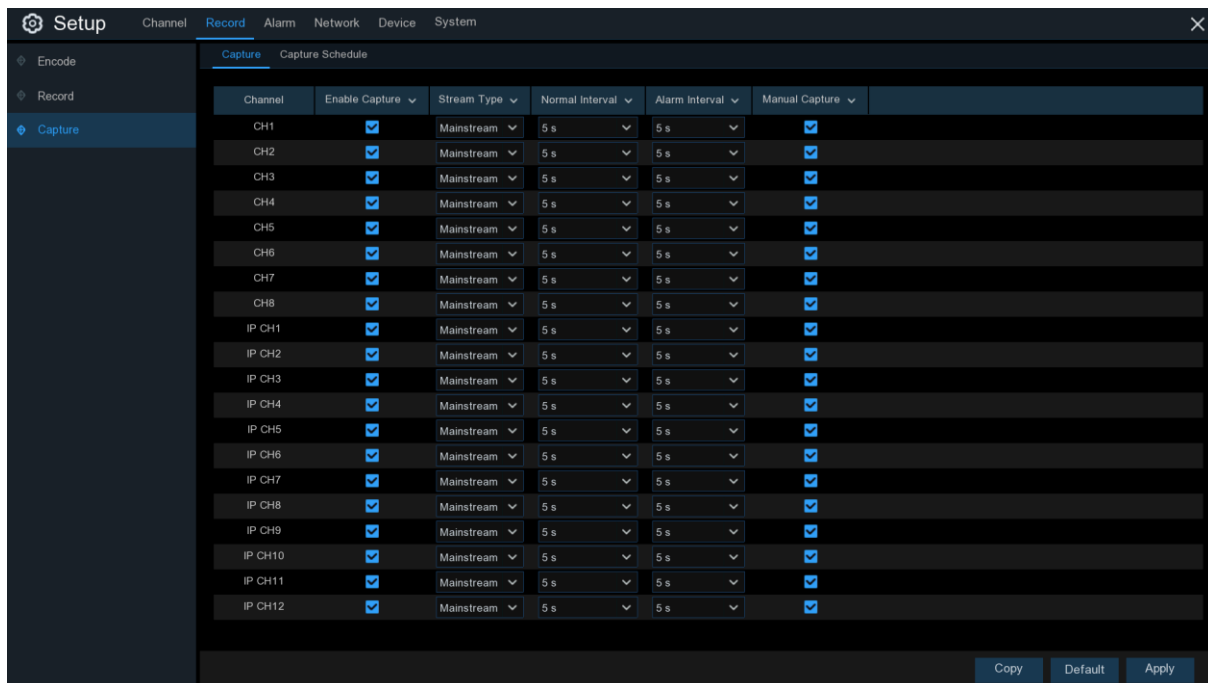 Setup Channel Record Alarm Network Device System
Encode
Record
Capture
Capture Capture Schedule
Channel Enable Capture Stream Type Normal Interval Alarm Interval Manual Capture
CH1 Mainstream 5 s 5 s
CH2 Mainstream 5 s 5 s
CH3 Mainstream 5 s 5 s
CH4 Mainstream 5 s 5 s
CH5 Mainstream 5 s 5 s
CH6 Mainstream 5 s 5 s
CH7 Mainstream 5 s 5 s
CH8 Mainstream 5 s 5 s
IP CH1 Mainstream 5 s 5 s
IP CH2 Mainstream 5 s 5 s
IP CH3 Mainstream 5 s 5 s
IP CH4 Mainstream 5 s 5 s
IP CH5 Mainstream 5 s 5 s
IP CH6 Mainstream 5 s 5 s
IP CH7 Mainstream 5 s 5 s
IP CH8 Mainstream 5 s 5 s
IP CH9 Mainstream 5 s 5 s
IP CH10 Mainstream 5 s 5 s
IP CH11 Mainstream 5 s 5 s
IP CH12 Mainstream 5 s 5 s
Copy Default Apply